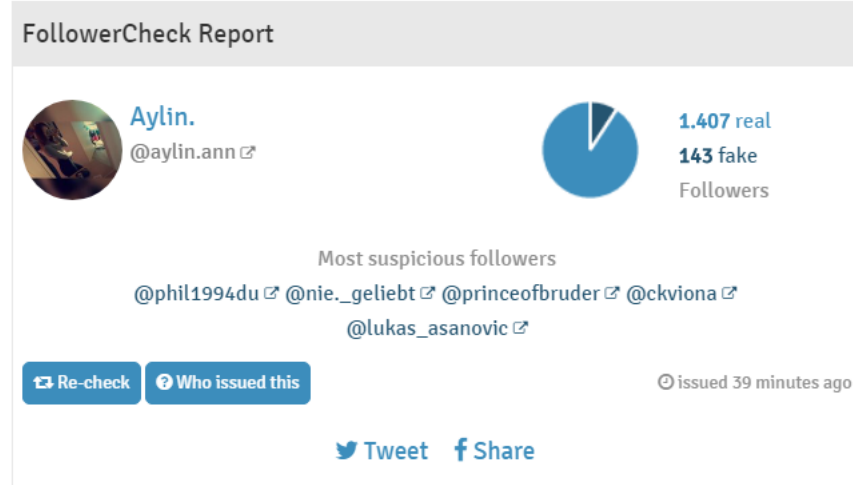 FollowerCheck Report
Aylin.
@aylin.ann
1.407 real
143 fake
Followers
Most suspicious followers
@phil1994du @nie._geliebt @princeofbruder @ckviona
@lukas_asanovic
Re-check Who issued this issued 39 minutes ago
Tweet Share